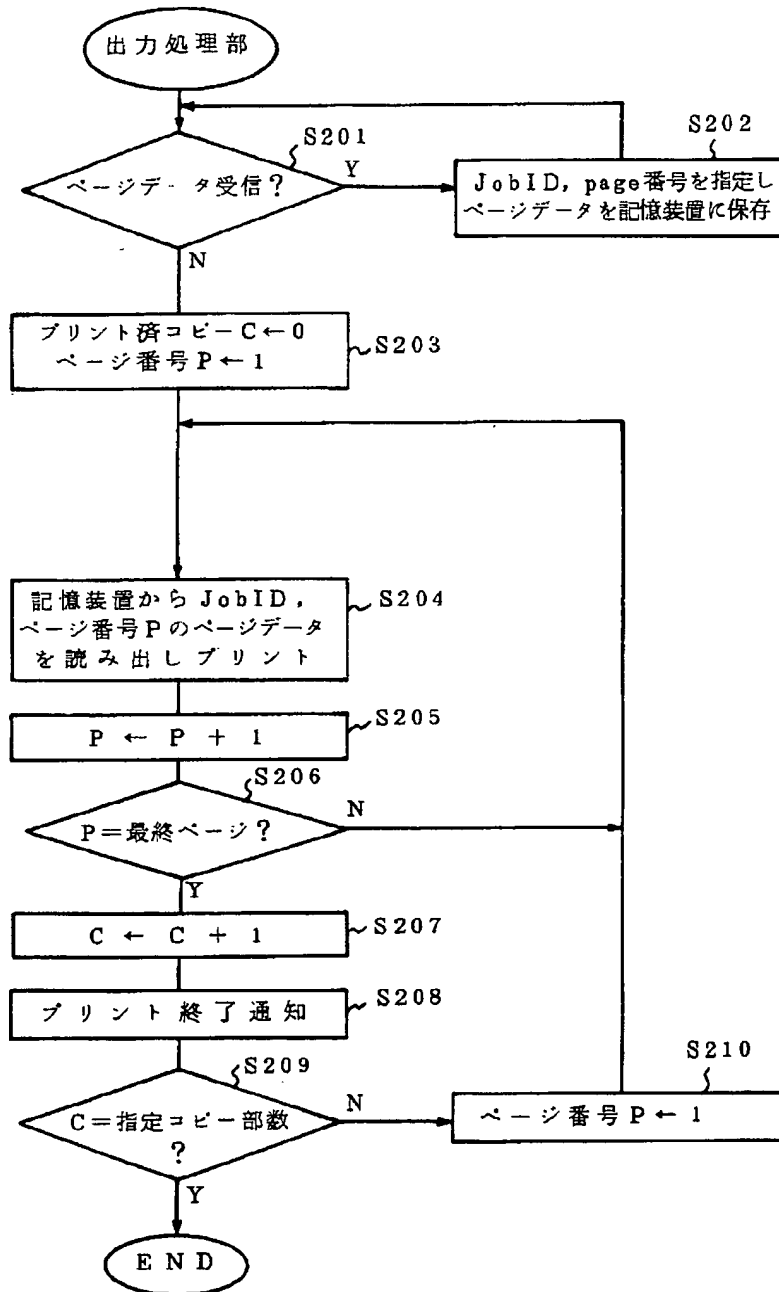 出力処理部
S201
ページデータ受信？
Y
N
S202
JobID，page番号を指定し
ページデータを記憶装置に保存
プリント済コピーC←0
ページ番号P←1
S203
記憶装置からJobID，
ページ番号Pのページデータ
を読み出しプリント
S204
P ← P + 1
S205
S206
P＝最終ページ？
N
Y
C ← C + 1
S207
プリント終了通知
S208
S209
C＝指定コピー部数
？
N
Y
S210
ページ番号P←1
END